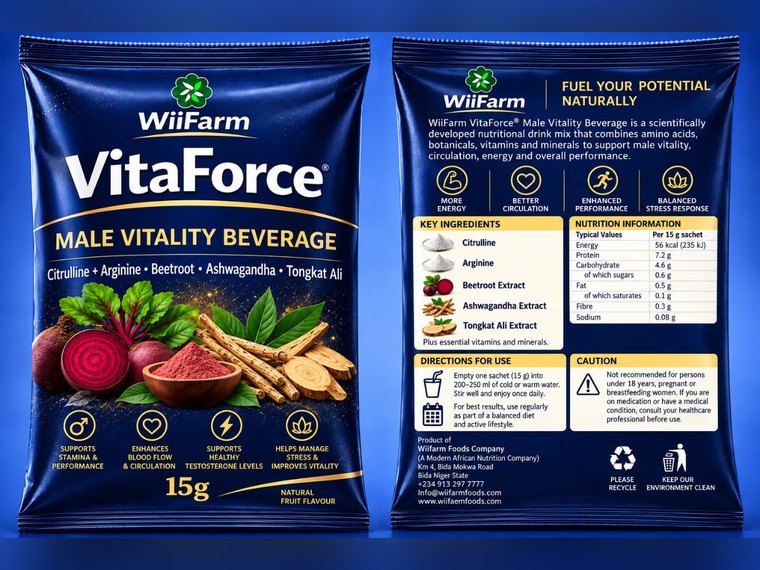 WiiFarm
VitaForce®
MALE VITALITY BEVERAGE
Citrulline + Arginine • Beetroot • Ashwagandha • Tongkat Ali
SUPPORTS
STAMINA &
PERFORMANCE
ENHANCES
BLOOD FLOW
& CIRCULATION
SUPPORTS
HEALTHY
TESTOSTERONE LEVELS
HELPS MANAGE
STRESS &
IMPROVES VITALITY
15g
NATURAL
FRUIT FLAVOUR
WiiFarm
FUEL YOUR POTENTIAL
NATURALLY
WiiFarm VitaForce® Male Vitality Beverage is a scientifically
developed nutritional drink mix that combines amino acids,
botanicals, vitamins and minerals to support male vitality,
circulation, energy and overall performance.
MORE
ENERGY
BETTER
CIRCULATION
ENHANCED
PERFORMANCE
BALANCED
STRESS RESPONSE
KEY INGREDIENTS
Citrulline
Arginine
Beetroot Extract
Ashwagandha Extract
Tongkat Ali Extract
Plus essential vitamins and minerals.
NUTRITION INFORMATION
Typical Values Per 15 g sachet
Energy 56 kcal (235 kJ)
Protein 7.2 g
Carbohydrate 4.6 g
of which sugars 0.6 g
Fat 0.5 g
of which saturates 0.1 g
Fibre 0.3 g
Sodium 0.08 g
DIRECTIONS FOR USE
Empty one sachet (15 g) into
200–250 ml of cold or warm water.
Stir well and enjoy once daily.
For best results, use regularly
as part of a balanced diet
and active lifestyle.
CAUTION
Not recommended for persons
under 18 years, pregnant or
breastfeeding women. If you are
on medication or have a medical
condition, consult your healthcare
professional before use.
Product of
Wiifarm Foods Company
(A Modern African Nutrition Company)
Km 4, Bida Mokwa Road
Bida Niger State
+234 913 297 7777
Info@wiifarmfoods.com
www.wiifaemfoods.com
PLEASE
RECYCLE
KEEP OUR
ENVIRONMENT CLEAN